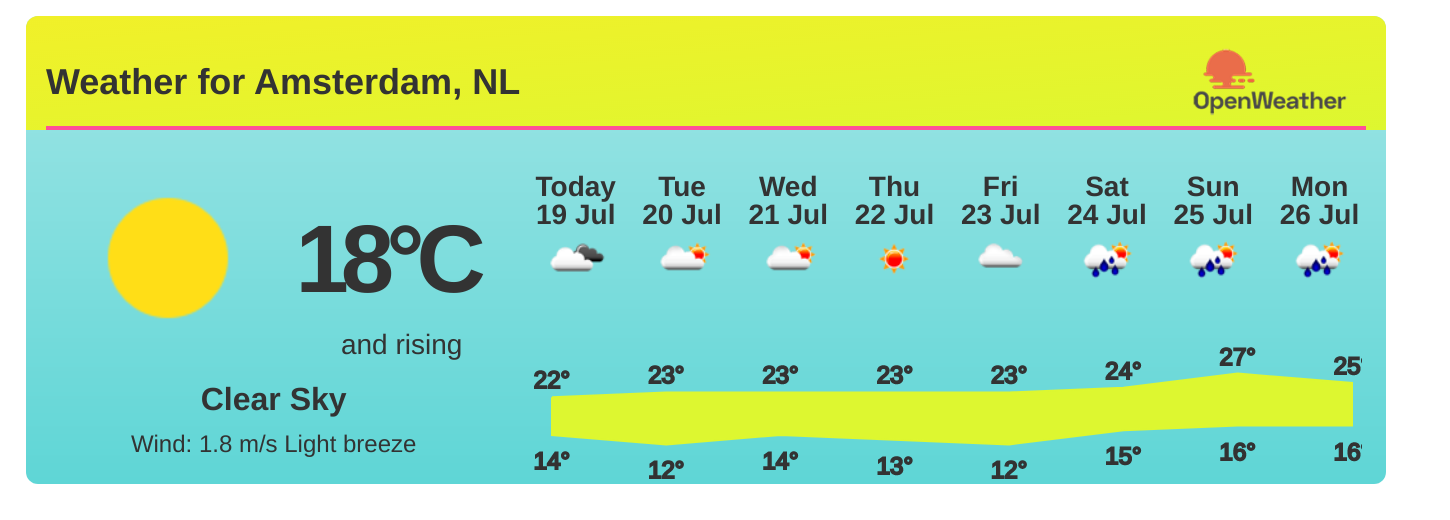 Weather for Amsterdam, NL
OpenWeather
18°C
and rising
Clear Sky
Wind: 1.8 m/s Light breeze
Today Tue Wed Thu Fri Sat Sun Mon
19 Jul 20 Jul 21 Jul 22 Jul 23 Jul 24 Jul 25 Jul 26 Jul
22° 23° 23° 23° 23° 24° 27° 25
14° 12° 14° 13° 12° 15° 16° 16